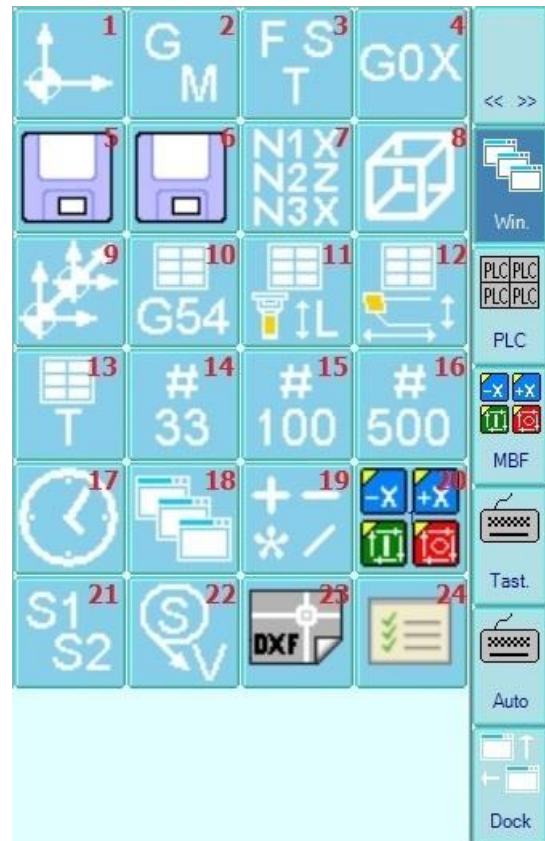 1
2
3
4
G
M
F S
T
G0X
<< >>
5
6
7
8
N1X
N2Z
N3X
Win.
9
10
11
12
G54
L
PLC PLC
PLC PLC
PLC
13
14
15
16
T
#
33
#
100
#
500
-X +X
MBF
17
18
19
20
+ -
* /
-X +X
Tast.
21
22
23
24
S1
S2
S
V
DXF
Auto
Dock